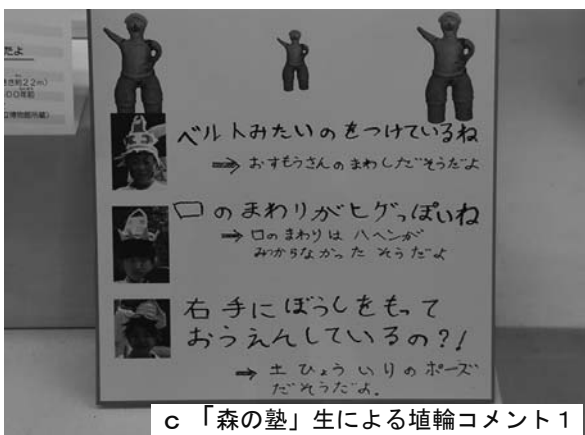 だよ
ベルトみたいのをつけているね
⇒ おすもうさんのまわしだそうだよ
口のまわりがヒゲっぽいね
⇒ 口のまわりは ハヘンが
みからなかった そうだよ
右手にぼうしをもって
おうえんしているの?!
→ 土ひょういりのポーズ
だそうだよ.
c 「森の塾」生による埴輪コメント1